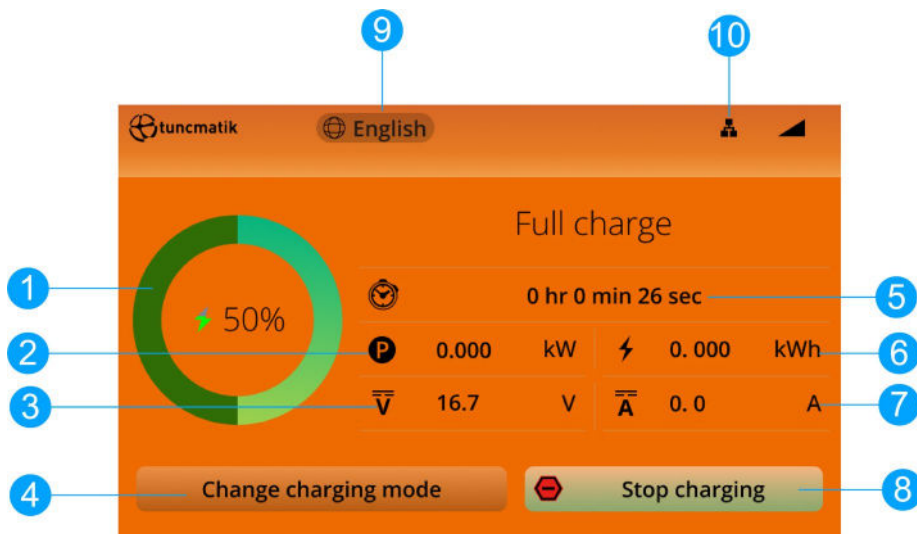 9 10
tuncmatik English
Full charge
1 50% 0 hr 0 min 26 sec 5
2 P 0.000 kW 0. 000 kWh 6
3 V 16.7 V A 0. 0 A 7
4 Change charging mode Stop charging 8